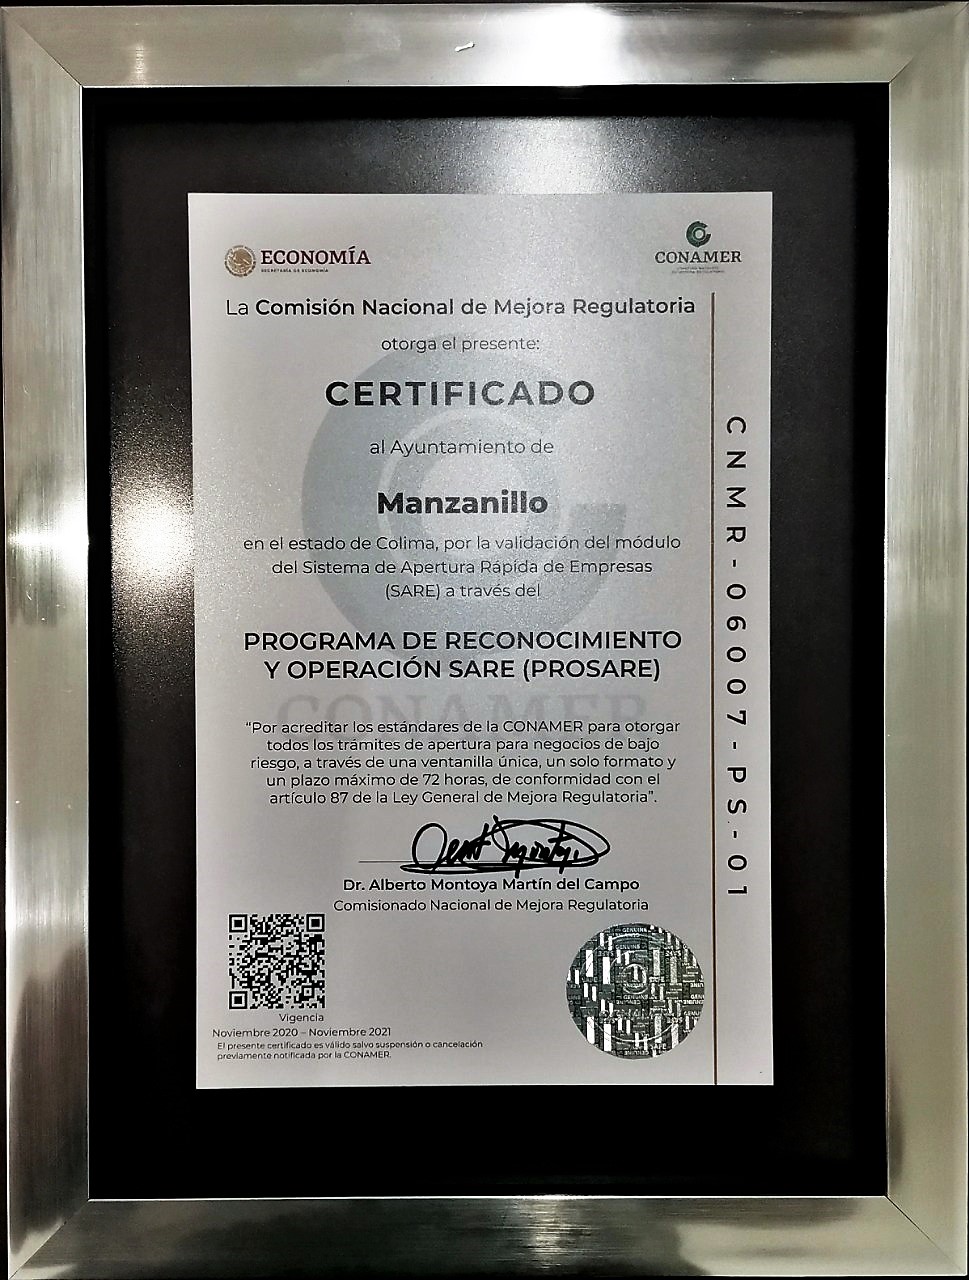 ECONOMÍA
SECRETARÍA DE ECONOMÍA
CONAMER
La Comisión Nacional de Mejora Regulatoria
otorga el presente:
CERTIFICADO
al Ayuntamiento de
Manzanillo
en el estado de Colima, por la validación del módulo
del Sistema de Apertura Rápida de Empresas
(SARE) a través del
PROGRAMA DE RECONOCIMIENTO
Y OPERACIÓN SARE (PROSARE)
CONAMER
“Por acreditar los estándares de la CONAMER para otorgar
todos los trámites de apertura para negocios de bajo
riesgo, a través de una ventanilla única, un solo formato y
un plazo máximo de 72 horas, de conformidad con el
artículo 87 de la Ley General de Mejora Regulatoria”.
Dr. Alberto Montoya Martín del Campo
Comisionado Nacional de Mejora Regulatoria
Vigencia
Noviembre 2020 – Noviembre 2021
El presente certificado es válido salvo suspensión o cancelación
previamente notificada por la CONAMER.
GENUINE
CNMR-06007-PS-01